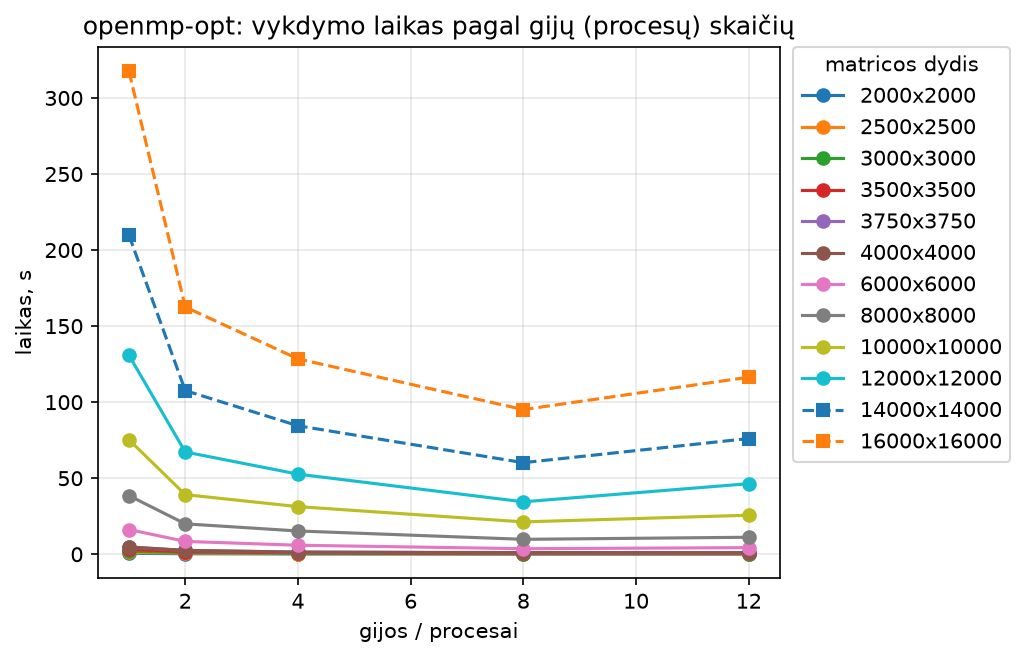 openmp-opt: vykdymo laikas pagal gijų (procesų) skaičių
matricos dydis
2000x2000
2500x2500
3000x3000
3500x3500
3750x3750
4000x4000
6000x6000
8000x8000
10000x10000
12000x12000
14000x14000
16000x16000
laikas, s
300
250
200
150
100
50
0
2
4
6
8
10
12
gijos / procesai